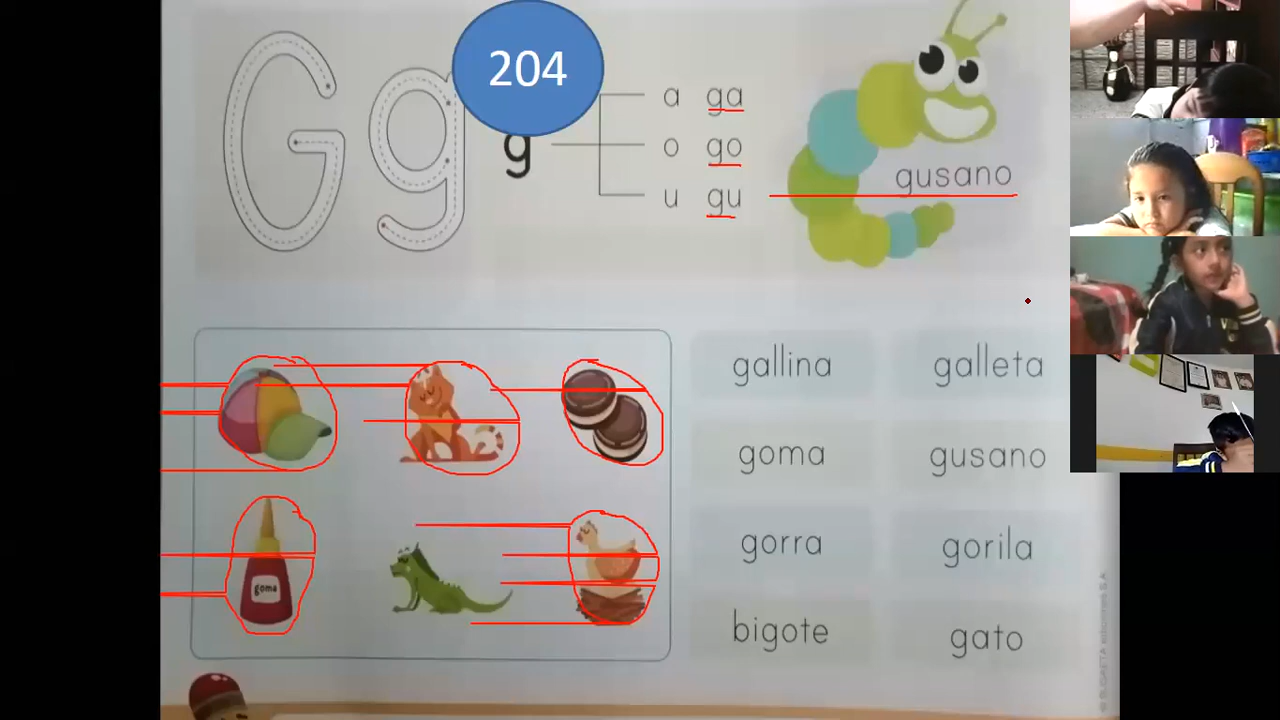 G g
204
g
a ga
o go
u gu
gusano
goma
gallina galleta
goma gusano
gorra gorila
bigote gato